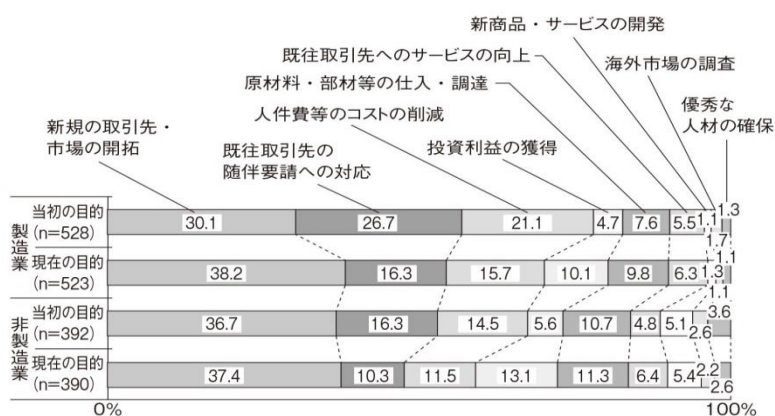 新商品・サービスの開発
既往取引先へのサービスの向上
海外市場の調査
原材料・部材等の仕入・調達
優秀な
人材の確保
人件費等のコストの削減
新規の取引先・
市場の開拓
既往取引先の
随伴要請への対応
投資利益の獲得
製造業
当初の目的
(n=528)
30.1 26.7 21.1 4.7 7.6 5.5 1.1 1.7 1.3
現在の目的
(n=523)
38.2 16.3 15.7 10.1 9.8 6.3 1.3 1.1 1.1
非製造業
当初の目的
(n=392)
36.7 16.3 14.5 5.6 10.7 4.8 5.1 2.6 3.6
現在の目的
(n=390)
37.4 10.3 11.5 13.1 11.3 6.4 5.4 2.2 2.6
0% 100%